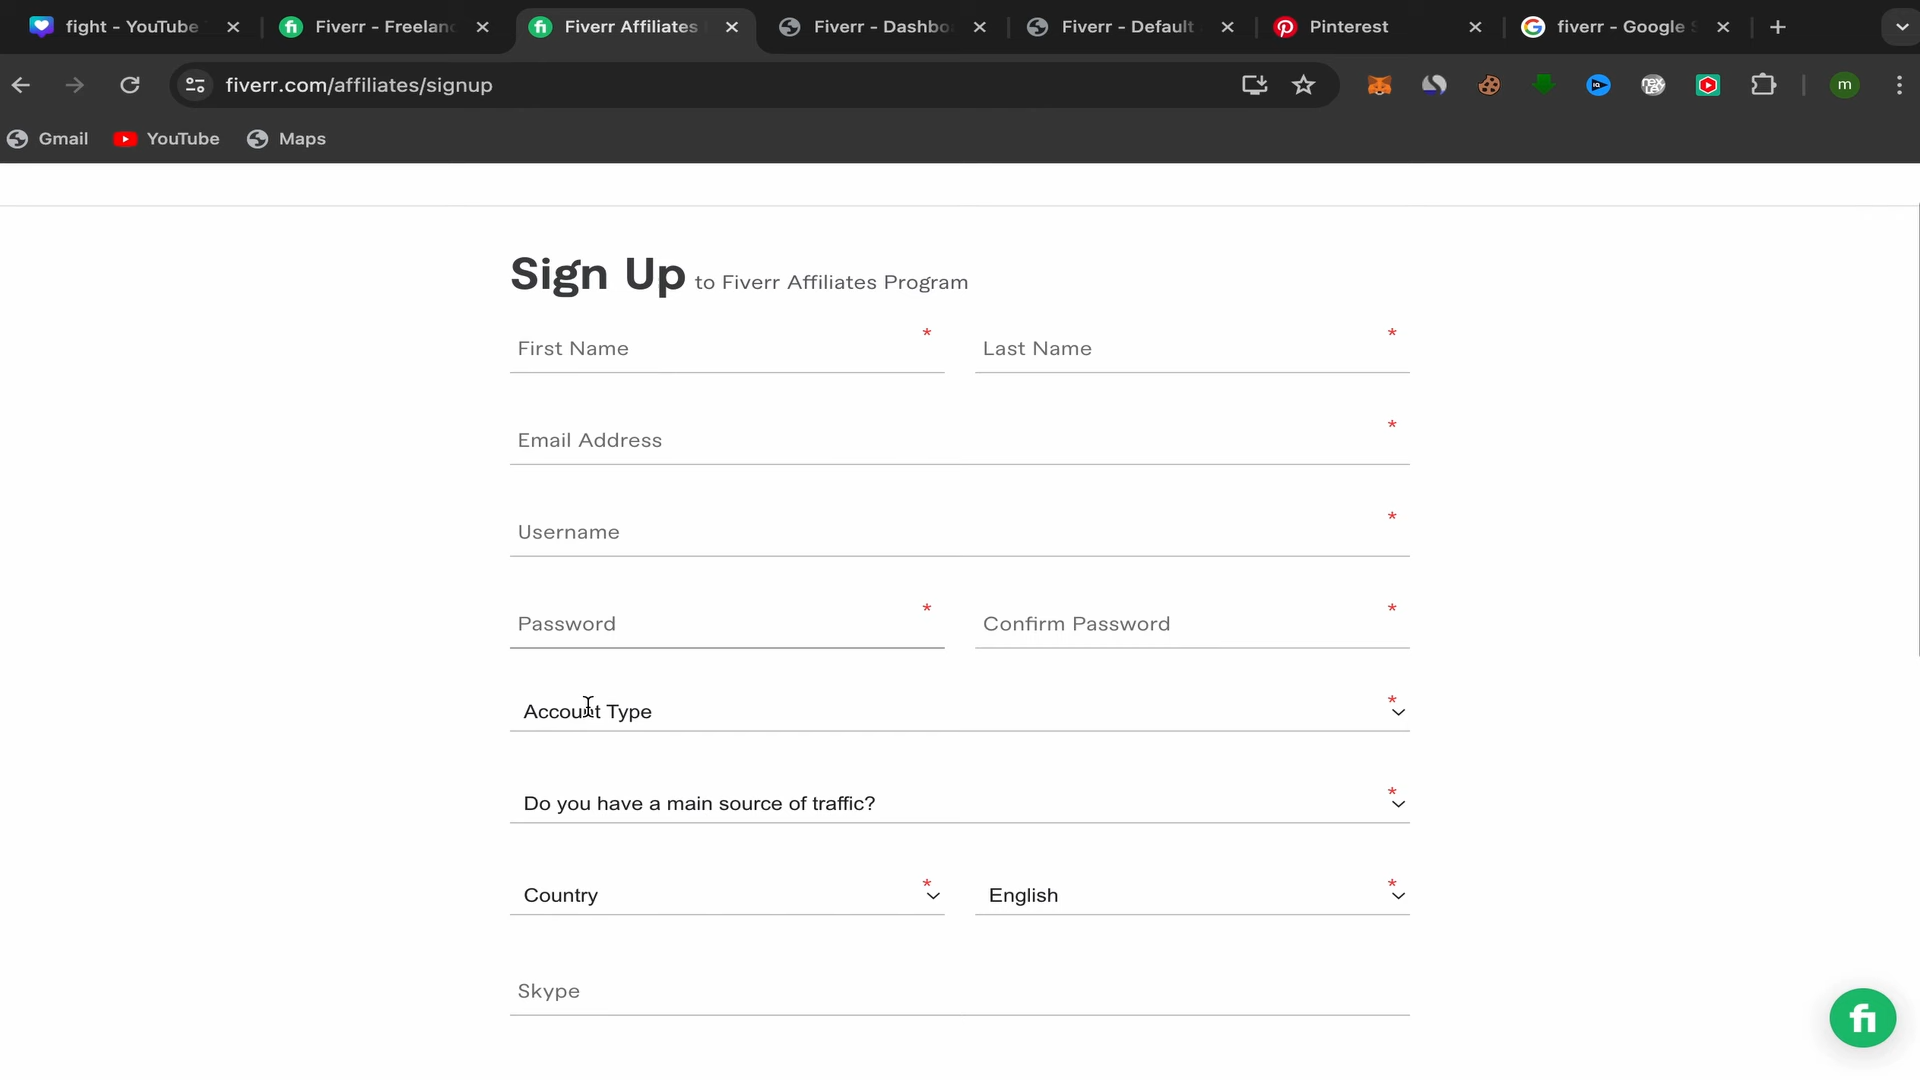 fight - YouTube
Fiverr - Freelanc
Fiverr Affiliates
Fiverr - Dashbo
Fiverr - Default
Pinterest
fiverr - Google S
fiverr.com/affiliates/signup
m
Gmail
YouTube
Maps
Sign Up to Fiverr Affiliates Program
First Name *
Last Name *
Email Address *
Username *
Password *
Confirm Password *
Account Type *
Do you have a main source of traffic? *
Country *
English *
Skype
fi